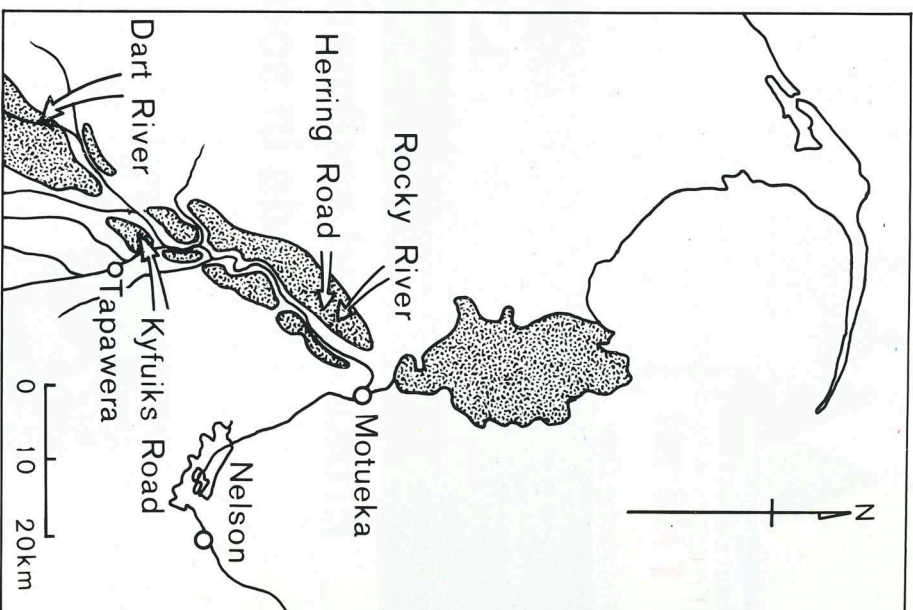 N
Rocky River
Herring Road
Dart River
Motueka
Nelson
Kyfuiks Road
Tapawera
0 10 20km